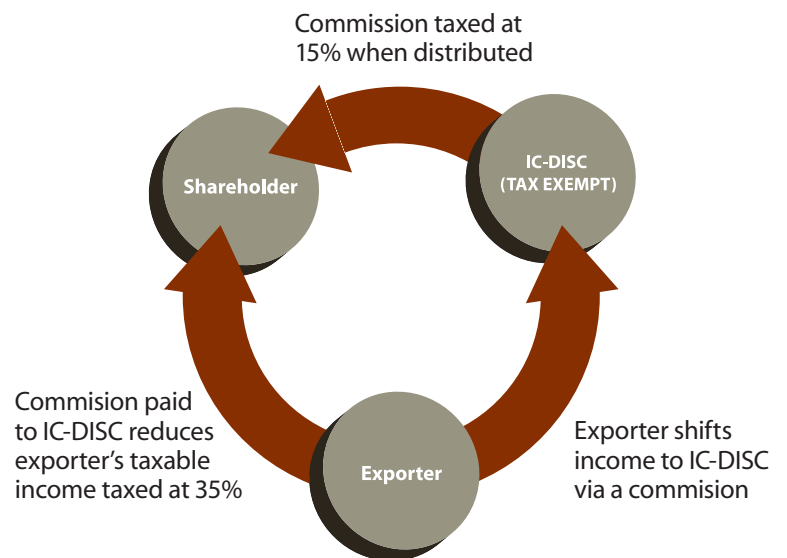 Commission taxed at
15% when distributed
Shareholder
IC-DISC
(TAX EXEMPT)
Commision paid
to IC-DISC reduces
exporter’s taxable
income taxed at 35%
Exporter
Exporter shifts
income to IC-DISC
via a commision